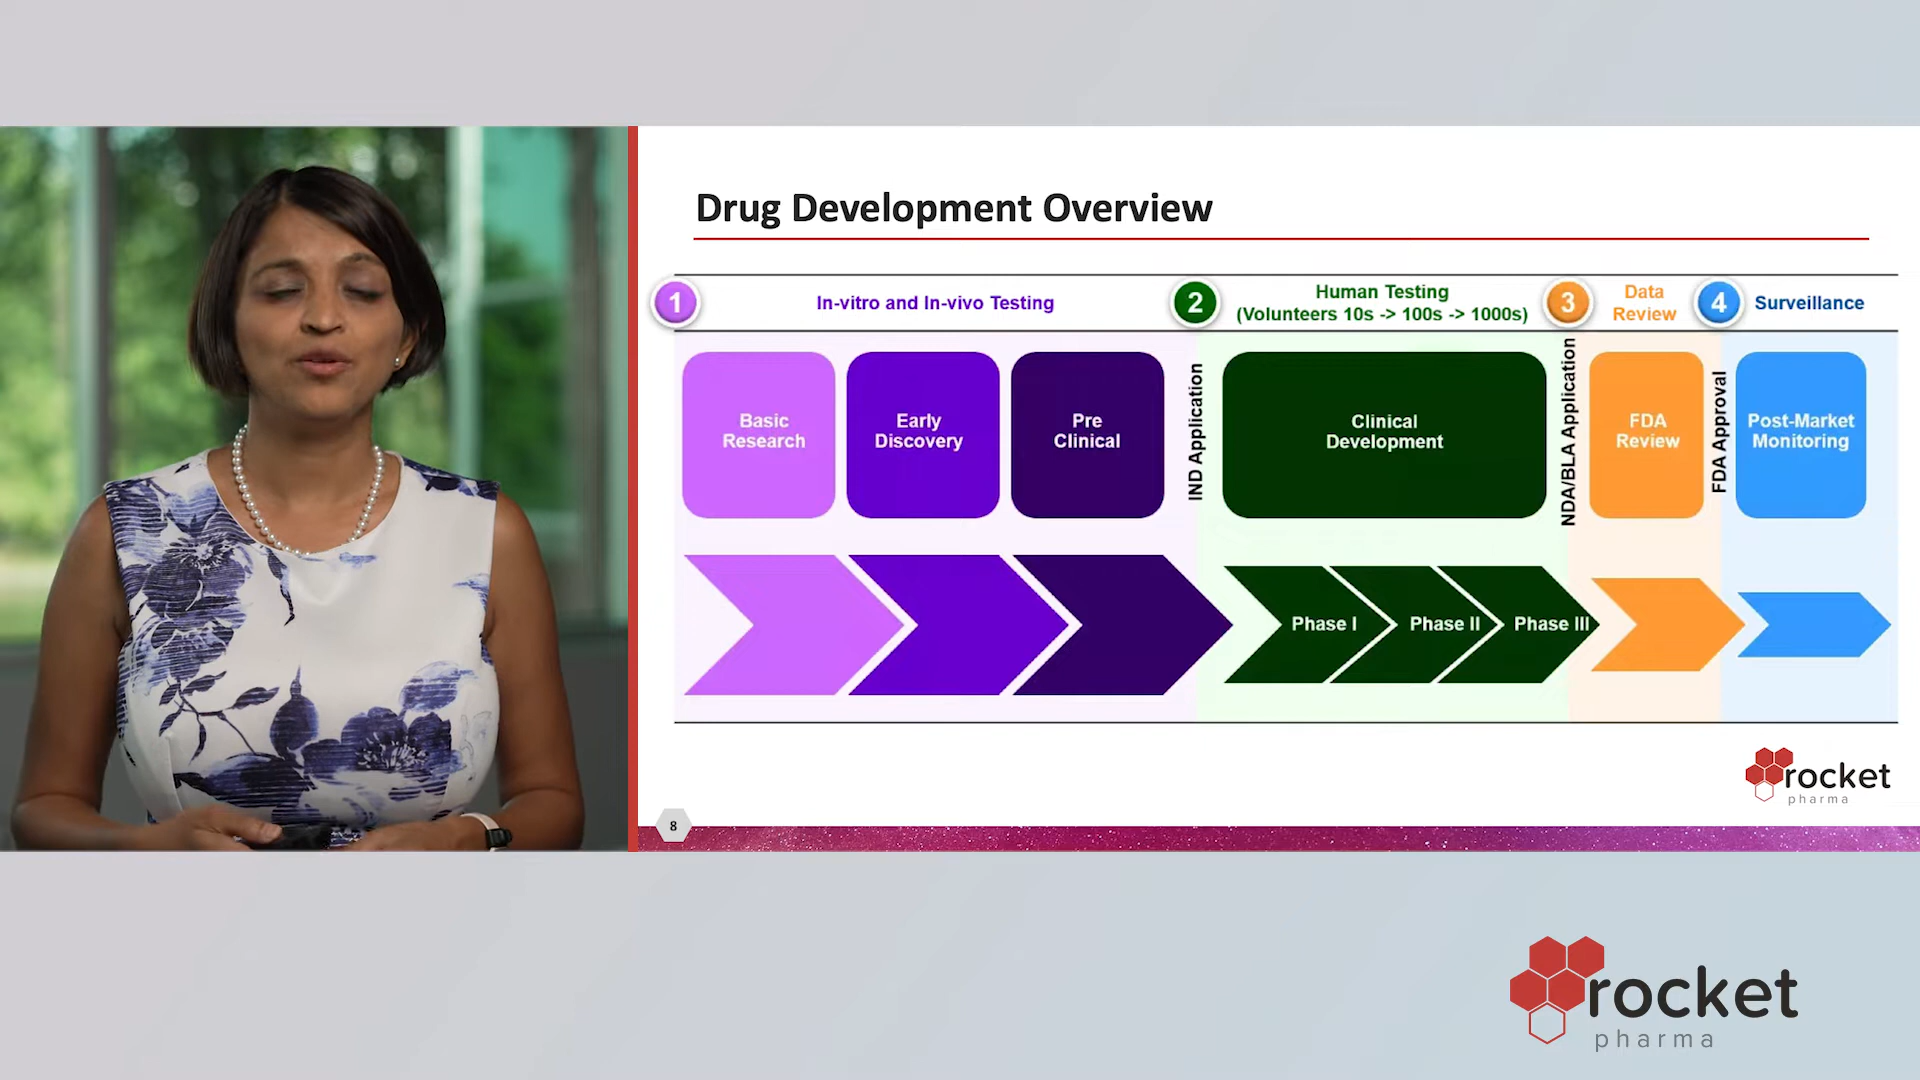 Drug Development Overview
1
In-vitro and In-vivo Testing
2
Human Testing
(Volunteers 10s -> 100s -> 1000s)
3
Data
Review
4
Surveillance
Basic
Research
Early
Discovery
Pre
Clinical
IND Application
Clinical
Development
NDA/BLA Application
FDA
Review
FDA Approval
Post-Market
Monitoring
Phase I
Phase II
Phase III
rocket
pharma
8
rocket
pharma